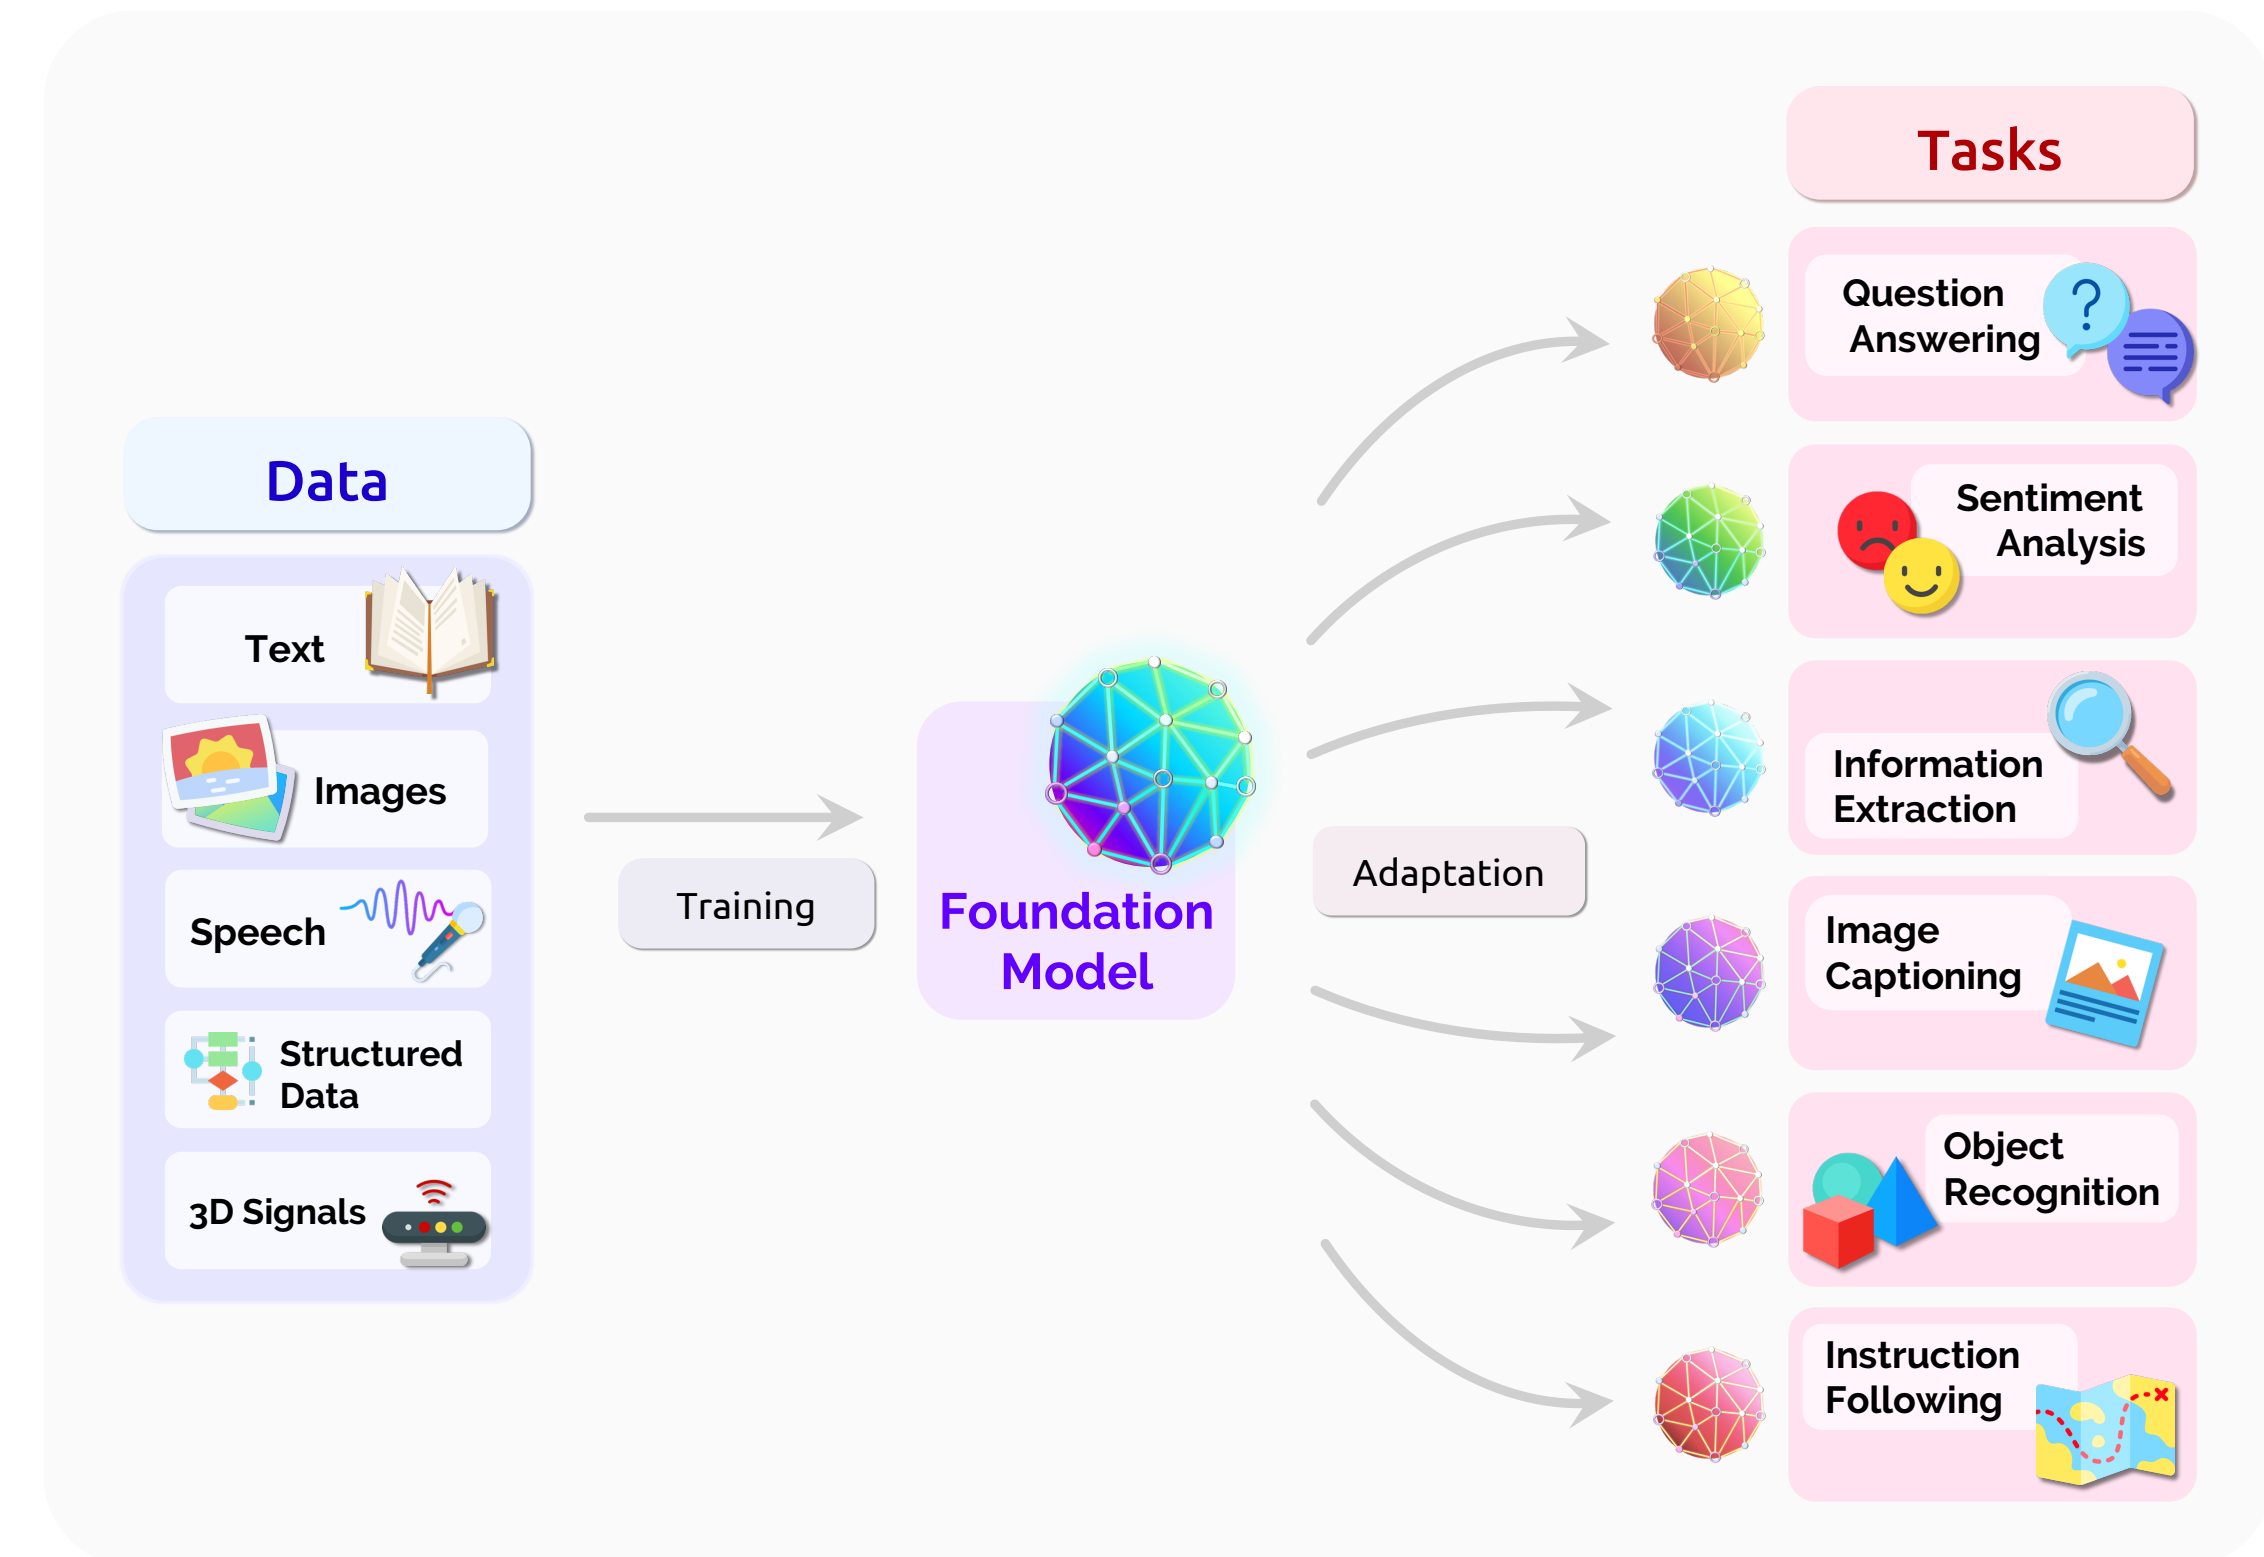 Data
Text
Images
Speech
Structured
Data
3D Signals
Training
Foundation
Model
Adaptation
Tasks
Question
Answering
?
Sentiment
Analysis
Information
Extraction
Image
Captioning
Object
Recognition
Instruction
Following